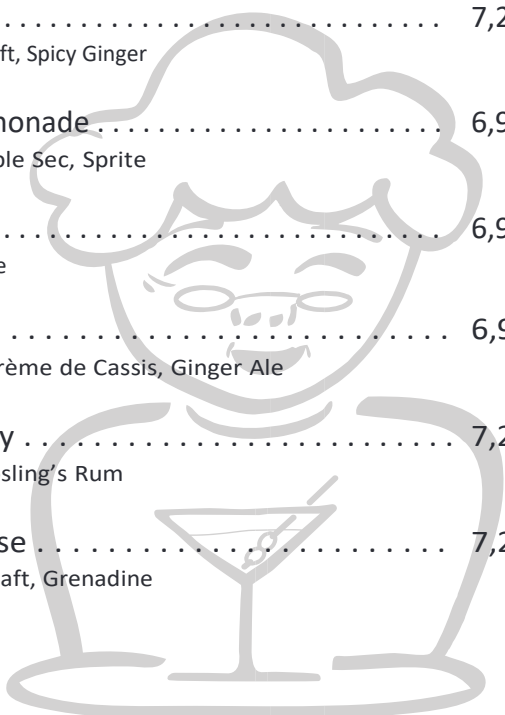 . . . . . . . . . . . . . . . . . . . . . . . . . . . . 7,2
ft, Spicy Ginger
nonade . . . . . . . . . . . . . . . . . . . . . . . . 6,9
ble Sec, Sprite
. . . . . . . . . . . . . . . . . . . . . . . . . . . . 6,9
e
. . . . . . . . . . . . . . . . . . . . . . . . . . . . . . 6,9
rème de Cassis, Ginger Ale
y . . . . . . . . . . . . . . . . . . . . . . . . . . . . . 7,2
sling’s Rum
se . . . . . . . . . . . . . . . . . . . . . . . . . . . . 7,2
aft, Grenadine